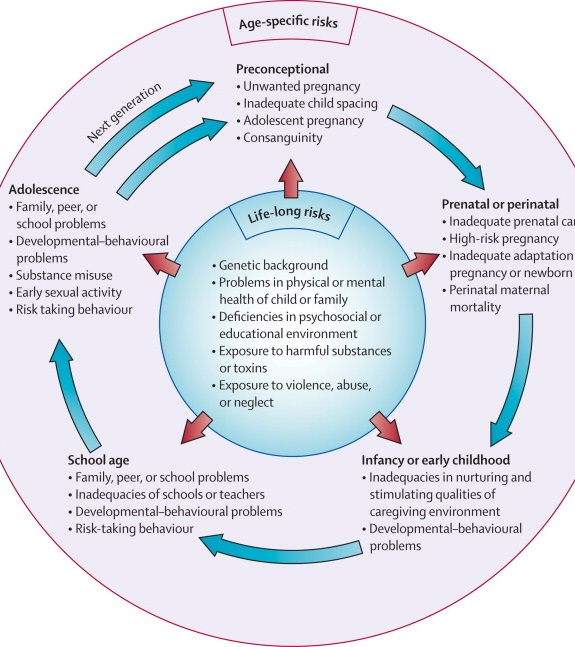 Age-specific risks
Preconceptional
• Unwanted pregnancy
• Inadequate child spacing
• Adolescent pregnancy
• Consanguinity
Next generation
Adolescence
• Family, peer, or
school problems
• Developmental–behavioural
problems
• Substance misuse
• Early sexual activity
• Risk taking behaviour
Prenatal or perinatal
• Inadequate prenatal car
• High-risk pregnancy
• Inadequate adaptation
pregnancy or newborn
• Perinatal maternal
mortality
Life-long risks
• Genetic background
• Problems in physical or mental
health of child or family
• Deficiencies in psychosocial or
educational environment
• Exposure to harmful substances
or toxins
• Exposure to violence, abuse,
or neglect
School age
• Family, peer, or school problems
• Inadequacies of schools or teachers
• Developmental–behavioural problems
• Risk-taking behaviour
Infancy or early childhood
• Inadequacies in nurturing and
stimulating qualities of
caregiving environment
• Developmental–behavioural
problems